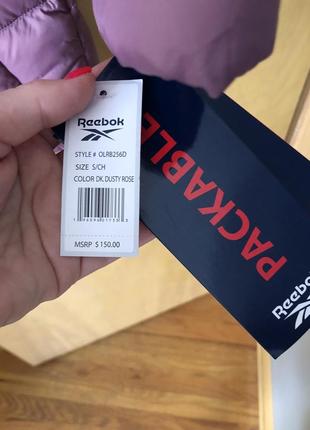 Reebok
STYLE # OLRB256D
SIZE S/CH
COLOR DK. DUSTY ROSE
MSRP $150.00
PACKABLE
Reebok